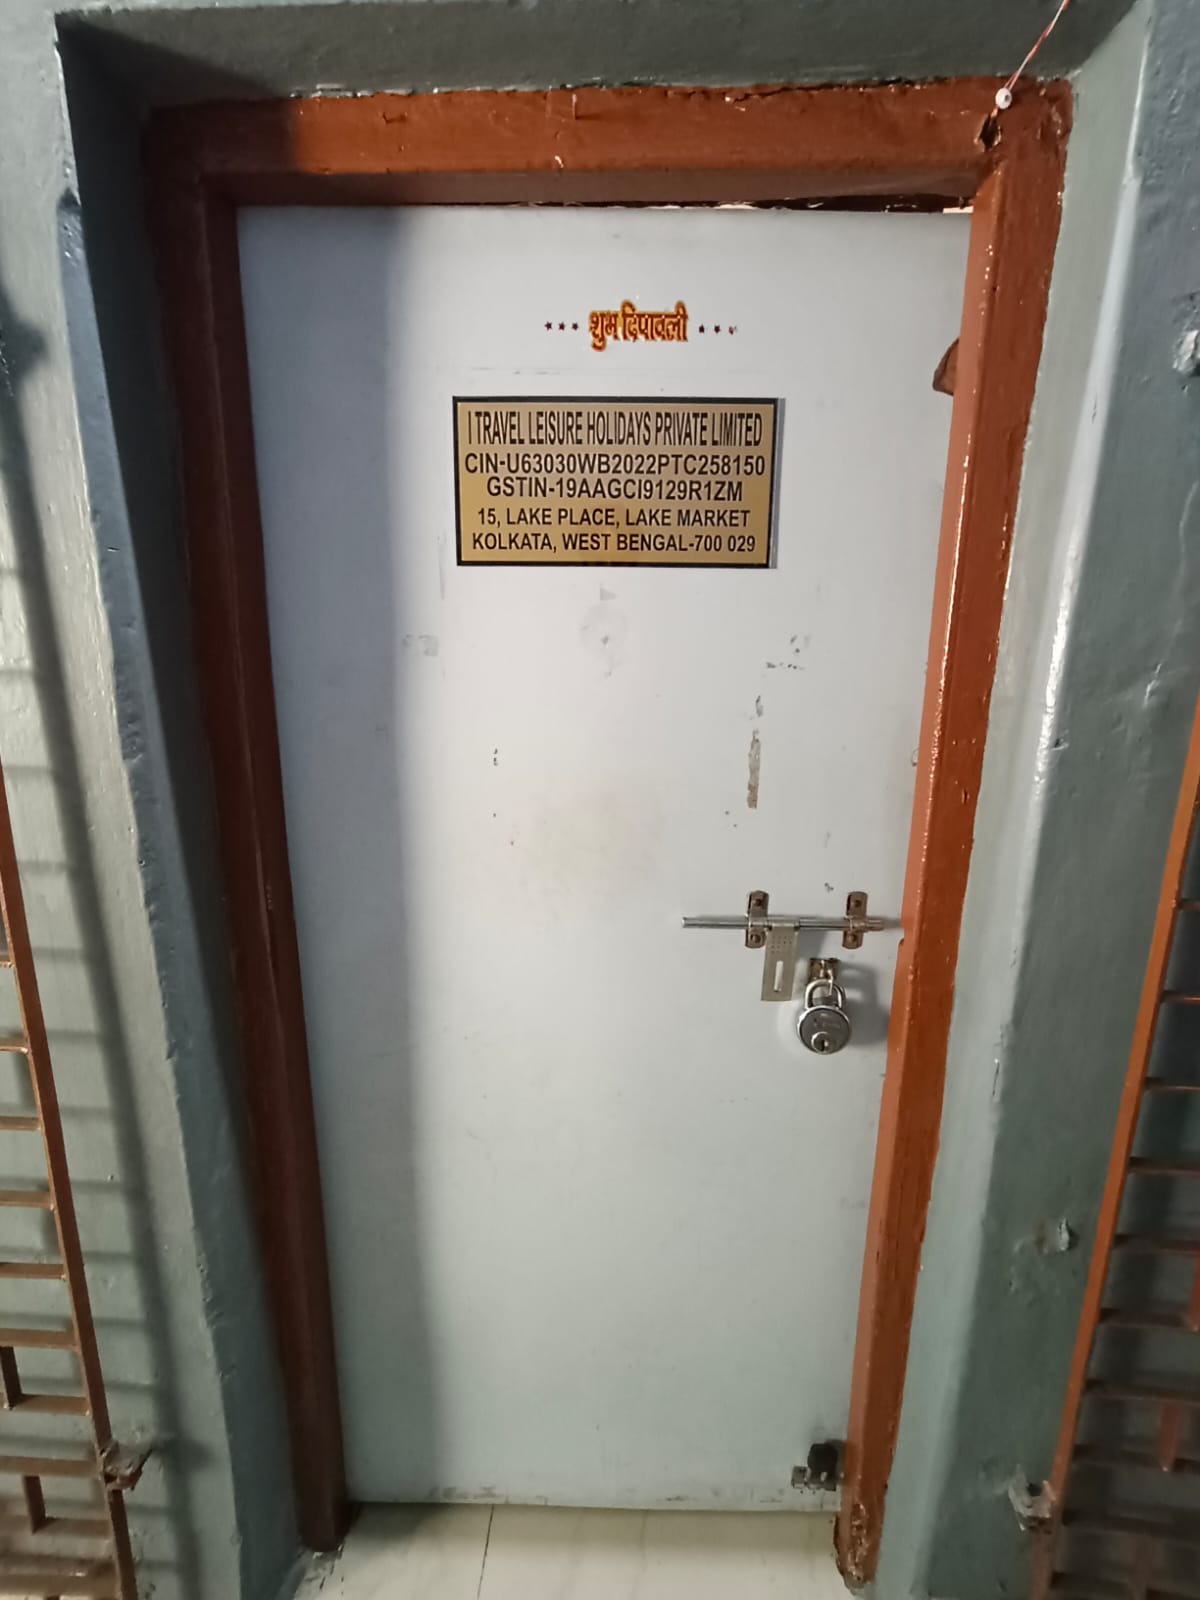 शुभ दिपावली
I TRAVEL LEISURE HOLIDAYS PRIVATE LIMITED
CIN-U63030WB2022PTC258150
GSTIN-19AAGCI9129R1ZM
15, LAKE PLACE, LAKE MARKET
KOLKATA, WEST BENGAL-700 029